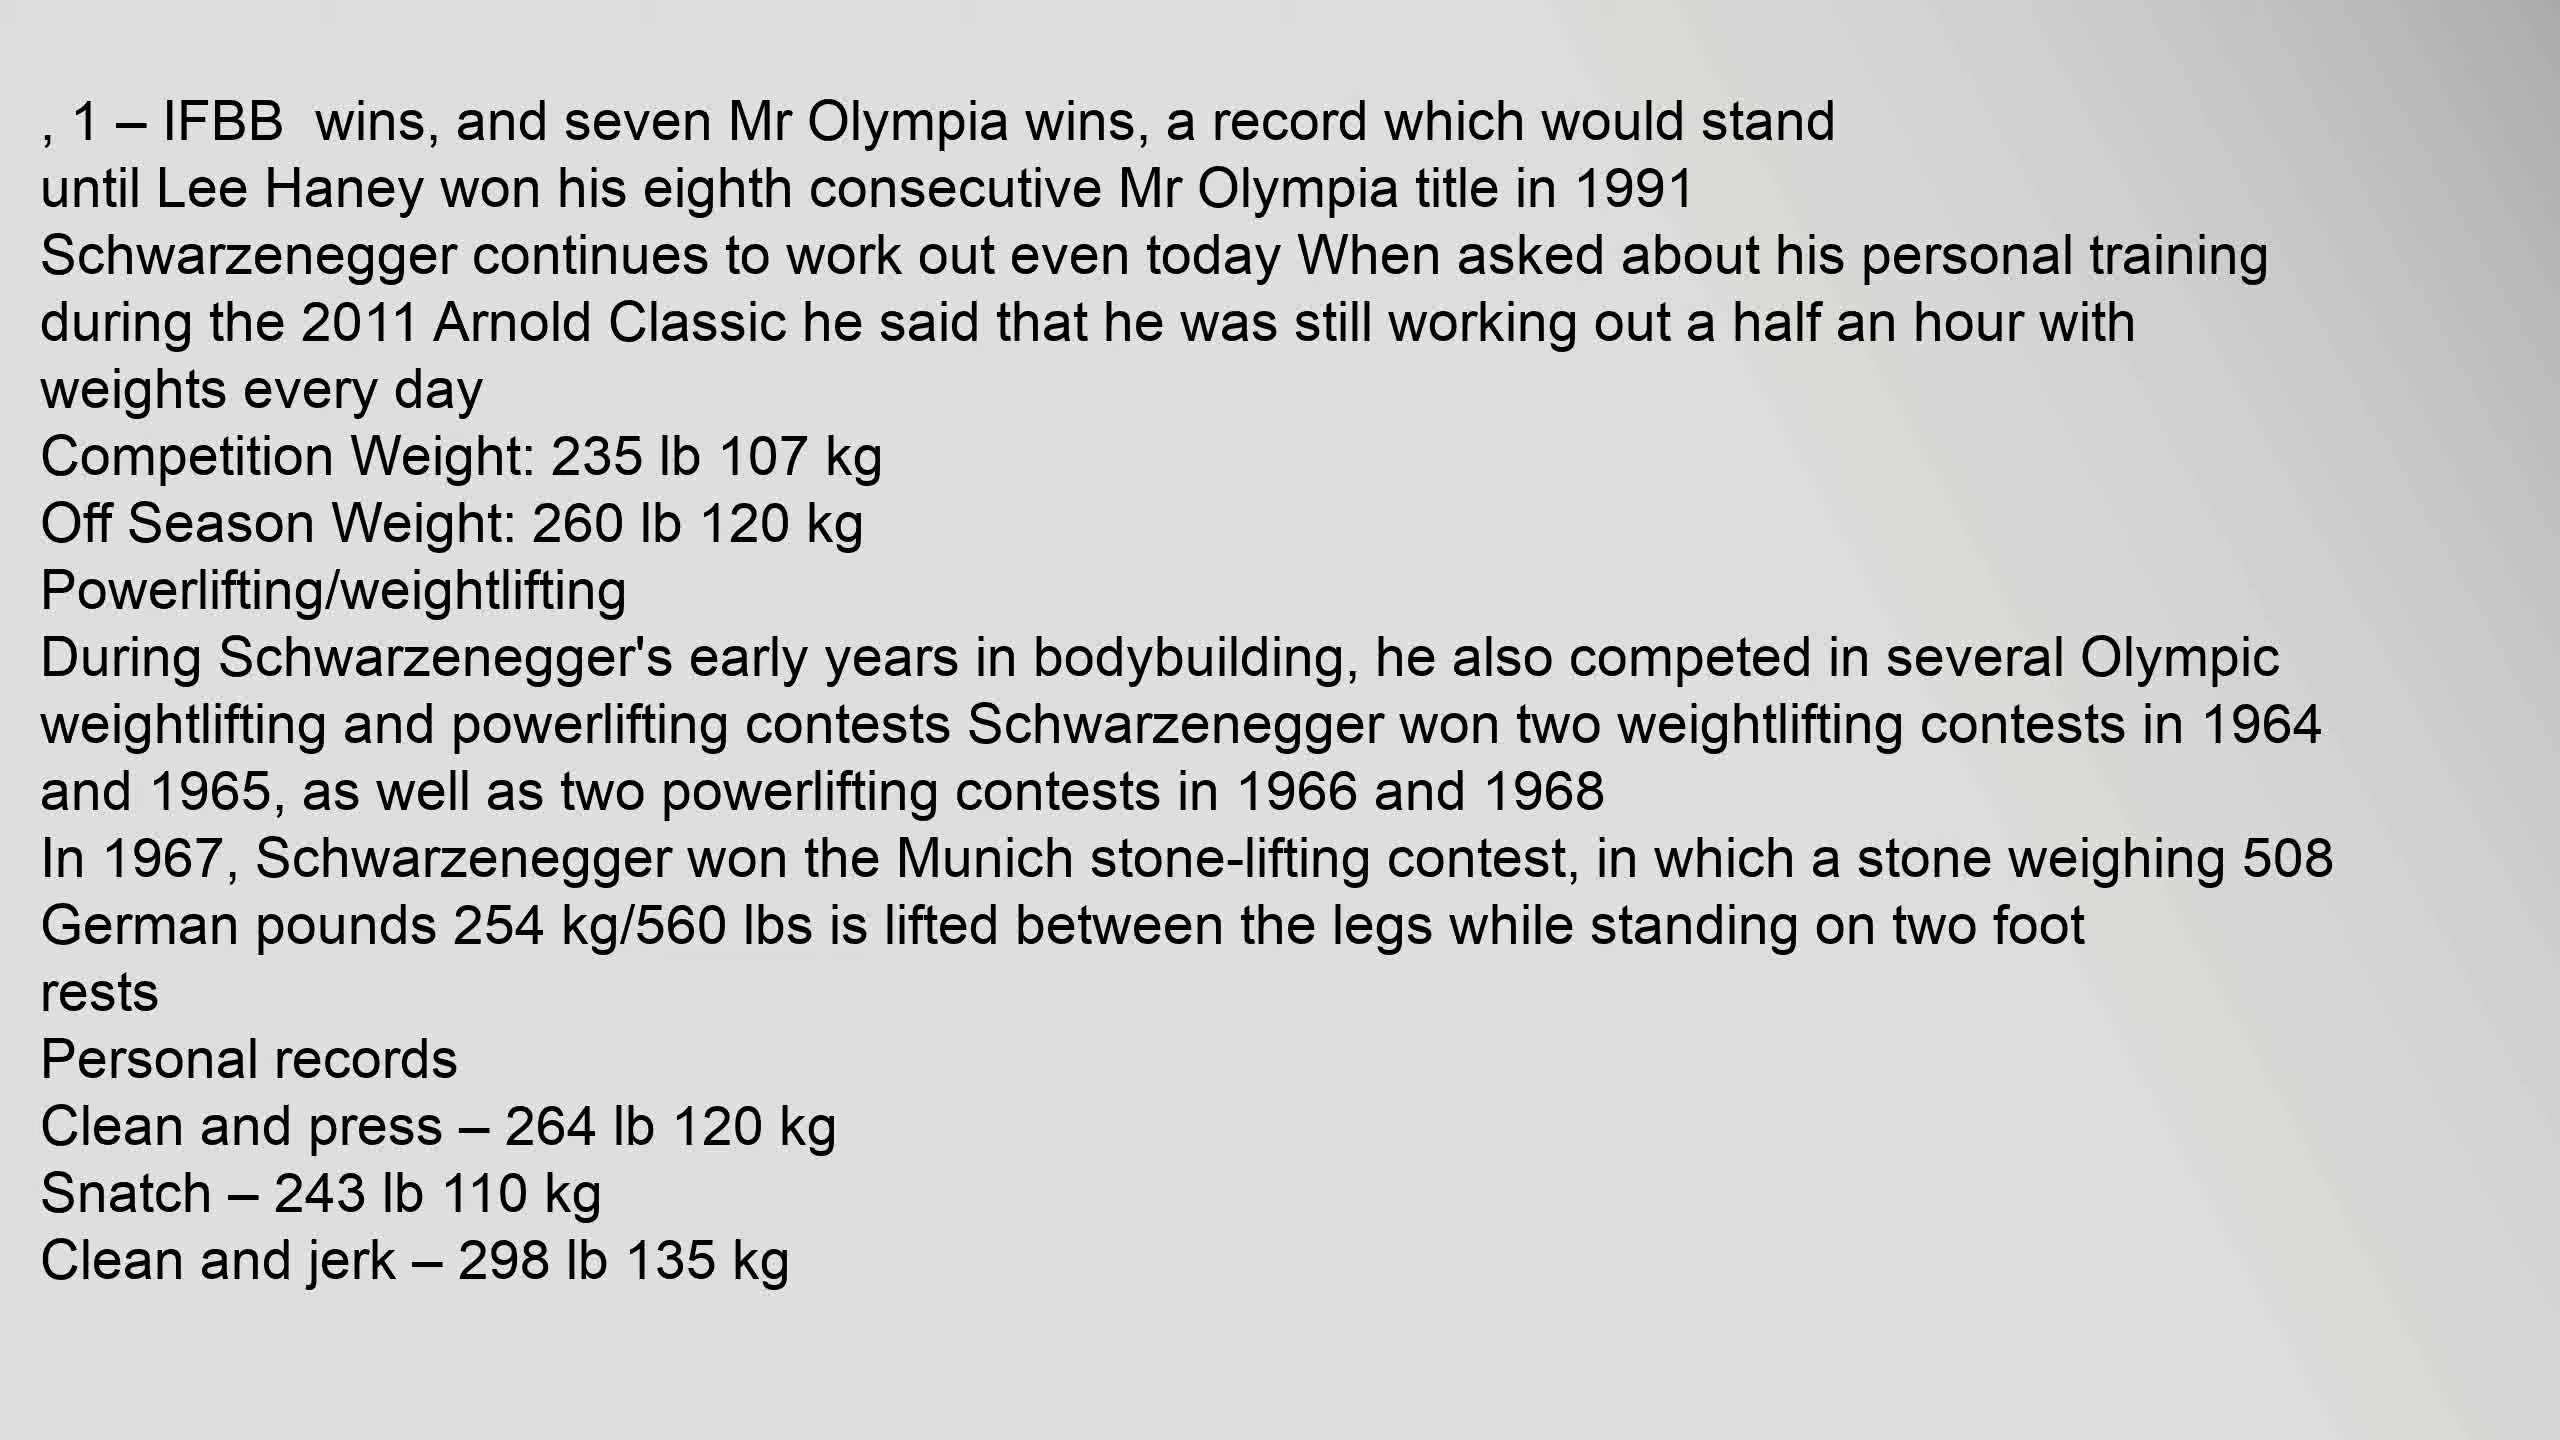 , 1 – IFBB  wins, and seven Mr Olympia wins, a record which would stand
until Lee Haney won his eighth consecutive Mr Olympia title in 1991
Schwarzenegger continues to work out even today When asked about his personal training
during the 2011 Arnold Classic he said that he was still working out a half an hour with
weights every day
Competition Weight: 235 lb 107 kg
Off Season Weight: 260 lb 120 kg
Powerlifting/weightlifting
During Schwarzenegger's early years in bodybuilding, he also competed in several Olympic
weightlifting and powerlifting contests Schwarzenegger won two weightlifting contests in 1964
and 1965, as well as two powerlifting contests in 1966 and 1968
In 1967, Schwarzenegger won the Munich stone-lifting contest, in which a stone weighing 508
German pounds 254 kg/560 lbs is lifted between the legs while standing on two foot
rests
Personal records
Clean and press – 264 lb 120 kg
Snatch – 243 lb 110 kg
Clean and jerk – 298 lb 135 kg